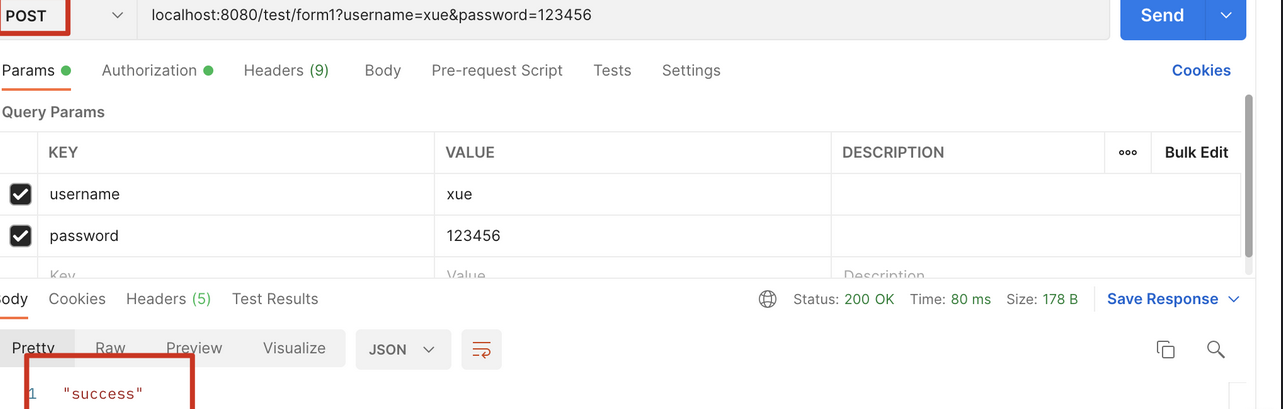 POST localhost:8080/test/form1?username=xue&password=123456 Send
Params Authorization Headers (9) Body Pre-request Script Tests Settings Cookies
Query Params
KEY VALUE DESCRIPTION ooo Bulk Edit
username xue
password 123456
Key Value Description
Body Cookies Headers (5) Test Results Status: 200 OK Time: 80 ms Size: 178 B Save Response
Pretty Raw Preview Visualize JSON
1 "success"